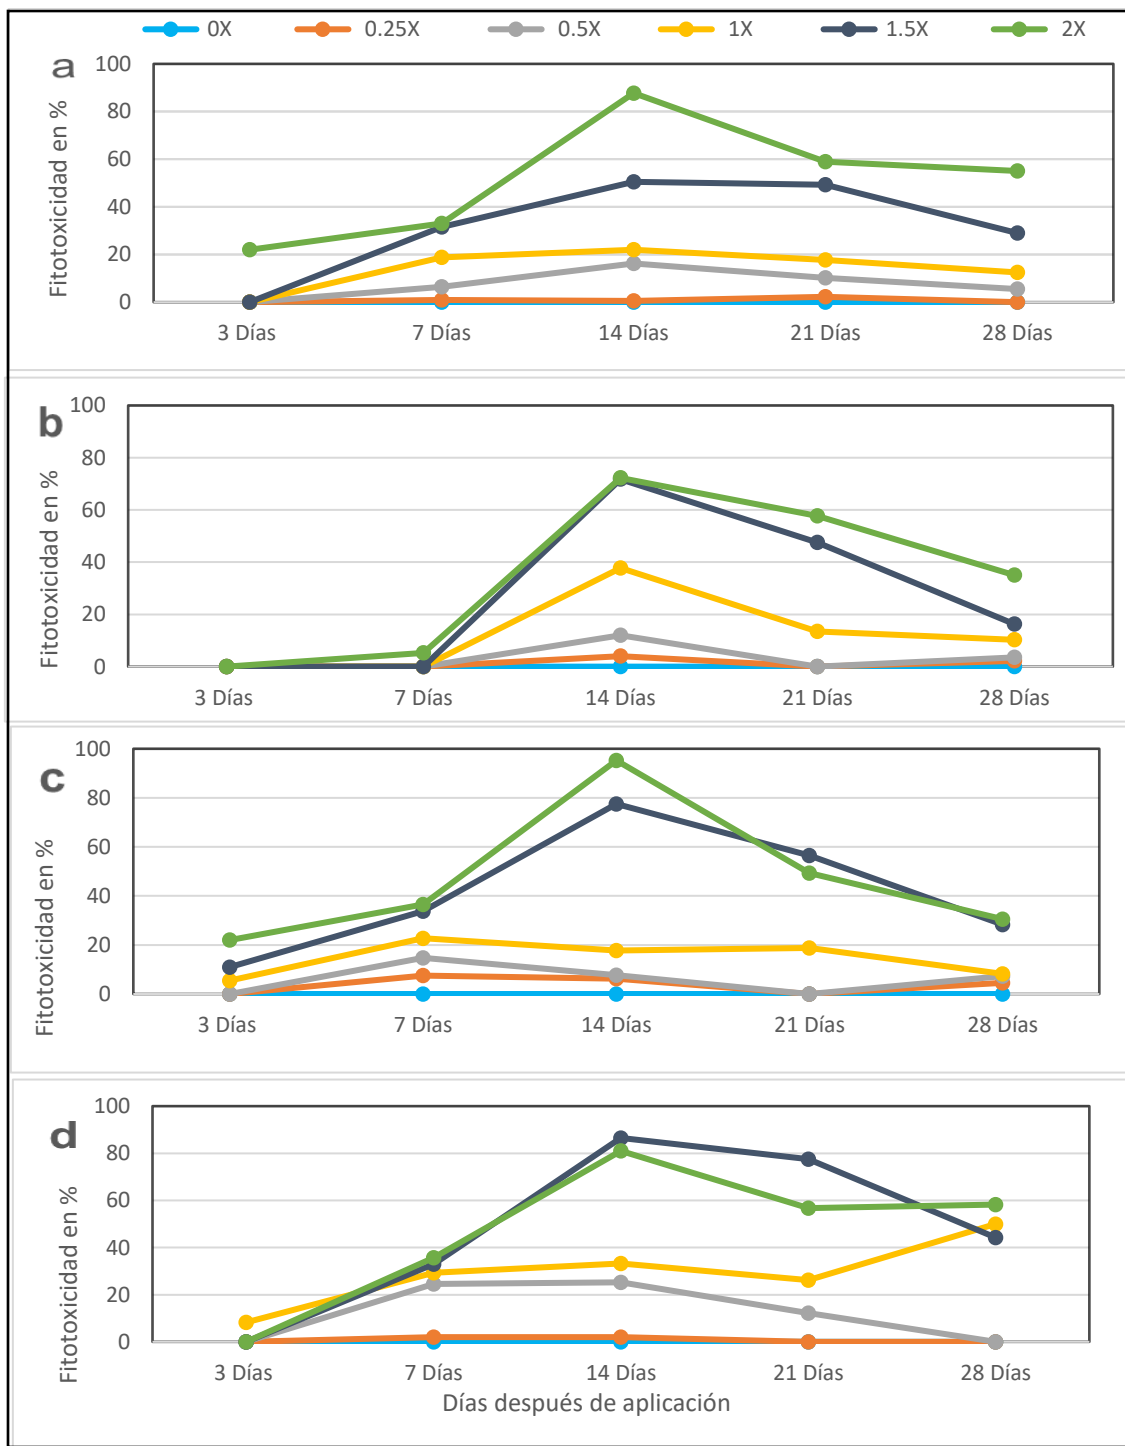 0X 0.25X 0.5X 1X 1.5X 2X
a
Fitotoxicidad en %
100
80
60
40
20
0
3 Días 7 Días 14 Días 21 Días 28 Días
b
Fitotoxicidad en %
100
80
60
40
20
0
3 Días 7 Días 14 Días 21 Días 28 Días
c
Fitotoxicidad en %
100
80
60
40
20
0
3 Días 7 Días 14 Días 21 Días 28 Días
d
Fitotoxicidad en %
100
80
60
40
20
0
3 Días 7 Días 14 Días 21 Días 28 Días
Días después de aplicación